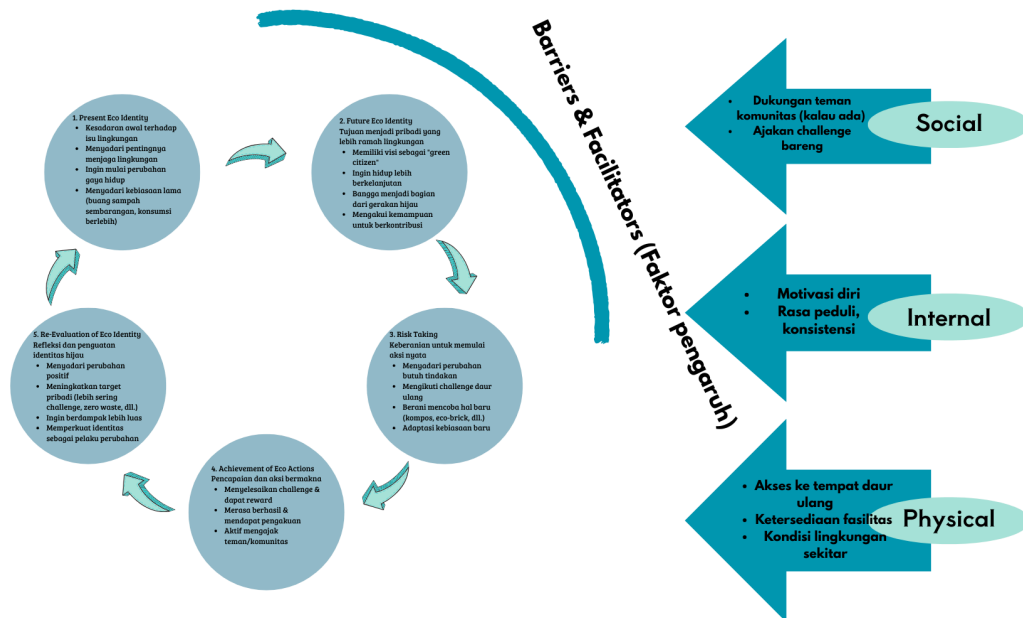 1. Present Eco Identity
Kesadaran awal terhadap
isu lingkungan
Menyadari pentingnya
menjaga lingkungan
Ingin mulai perubahan
gaya hidup
Menyadari kebiasaan lama
(buang sampah
sembarangan, konsumsi
berlebih)
2. Future Eco Identity
Tujuan menjadi pribadi yang
lebih ramah lingkungan
Memiliki visi sebagai "green
citizen"
Ingin hidup lebih
berkelanjutan
Bangga menjadi bagian
dari gerakan hijau
Mengakui kemampuan
untuk berkontribusi
3. Risk Taking
Keberanian untuk memulai
aksi nyata
Menyadari perubahan
butuh tindakan
Mengikuti challenge daur
ulang
Berani mencoba hal baru
(kompos, eco-brick, dll.)
Adaptasi kebiasaan baru
4. Achievement of Eco Actions
Pencapaian dan aksi bermakna
Menyelesaikan challenge &
dapat reward
Merasa berhasil &
mendapat pengakuan
Aktif mengajak
teman/komunitas
5. Re-Evaluation of Eco Identity
Refleksi dan penguatan
identitas hijau
Menyadari perubahan
positif
Meningkatkan target
pribadi (lebih sering
challenge, zero waste, dll.)
Ingin berdampak lebih luas
Memperkuat identitas
sebagai pelaku perubahan
Barriers & Facilitators (Faktor pengaruh)
Dukungan teman
komunitas (kalau ada)
Ajakan challenge
bareng
Social
Motivasi diri
Rasa peduli,
konsistensi
Internal
Akses ke tempat daur
ulang
Ketersediaan fasilitas
Kondisi lingkungan
sekitar
Physical